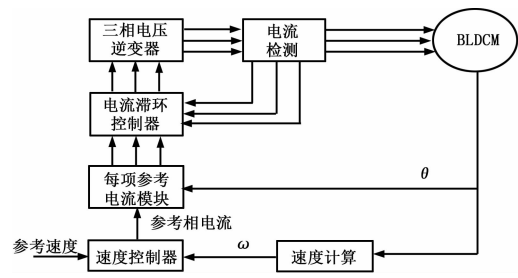 三相电压
逆变器
电流
检测
BLDCM
电流滞环
控制器
每项参考
电流模块
θ
参考相电流
参考速度
速度控制器
ω
速度计算